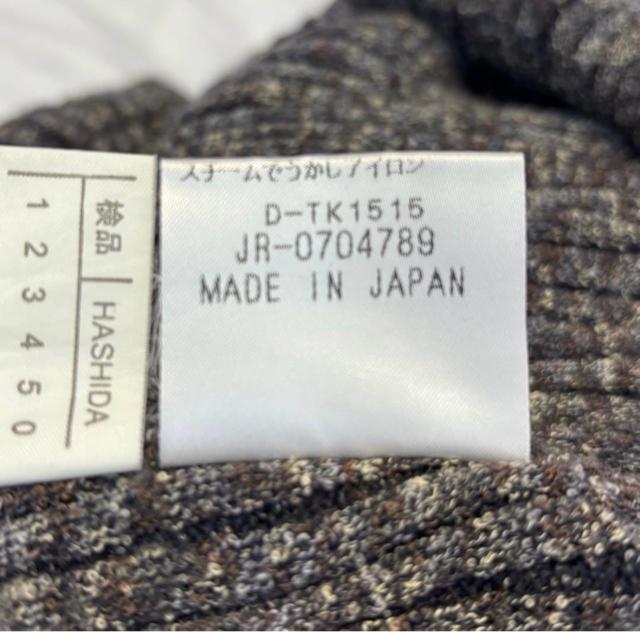 スチームでうかしアイロン
D-TK1515
JR-0704789
MADE IN JAPAN
検品 HASHIDA
1 2 3 4 5 0